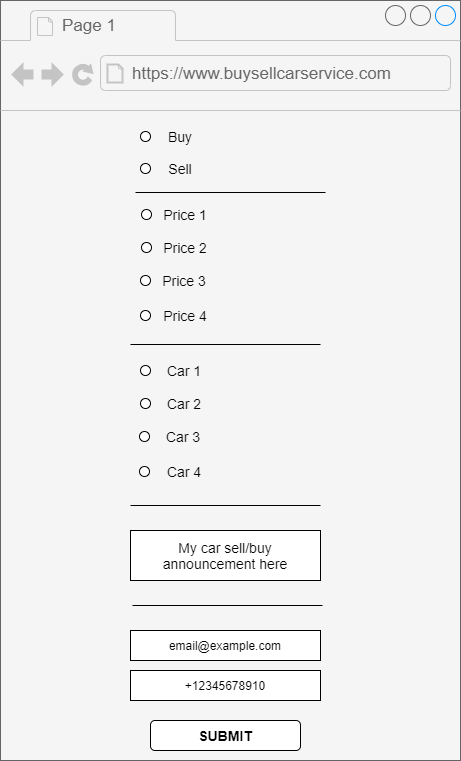 Page 1
https://www.buysellcarservice.com
Buy
Sell
Price 1
Price 2
Price 3
Price 4
Car 1
Car 2
Car 3
Car 4
My car sell/buy
announcement here
email@example.com
+12345678910
SUBMIT